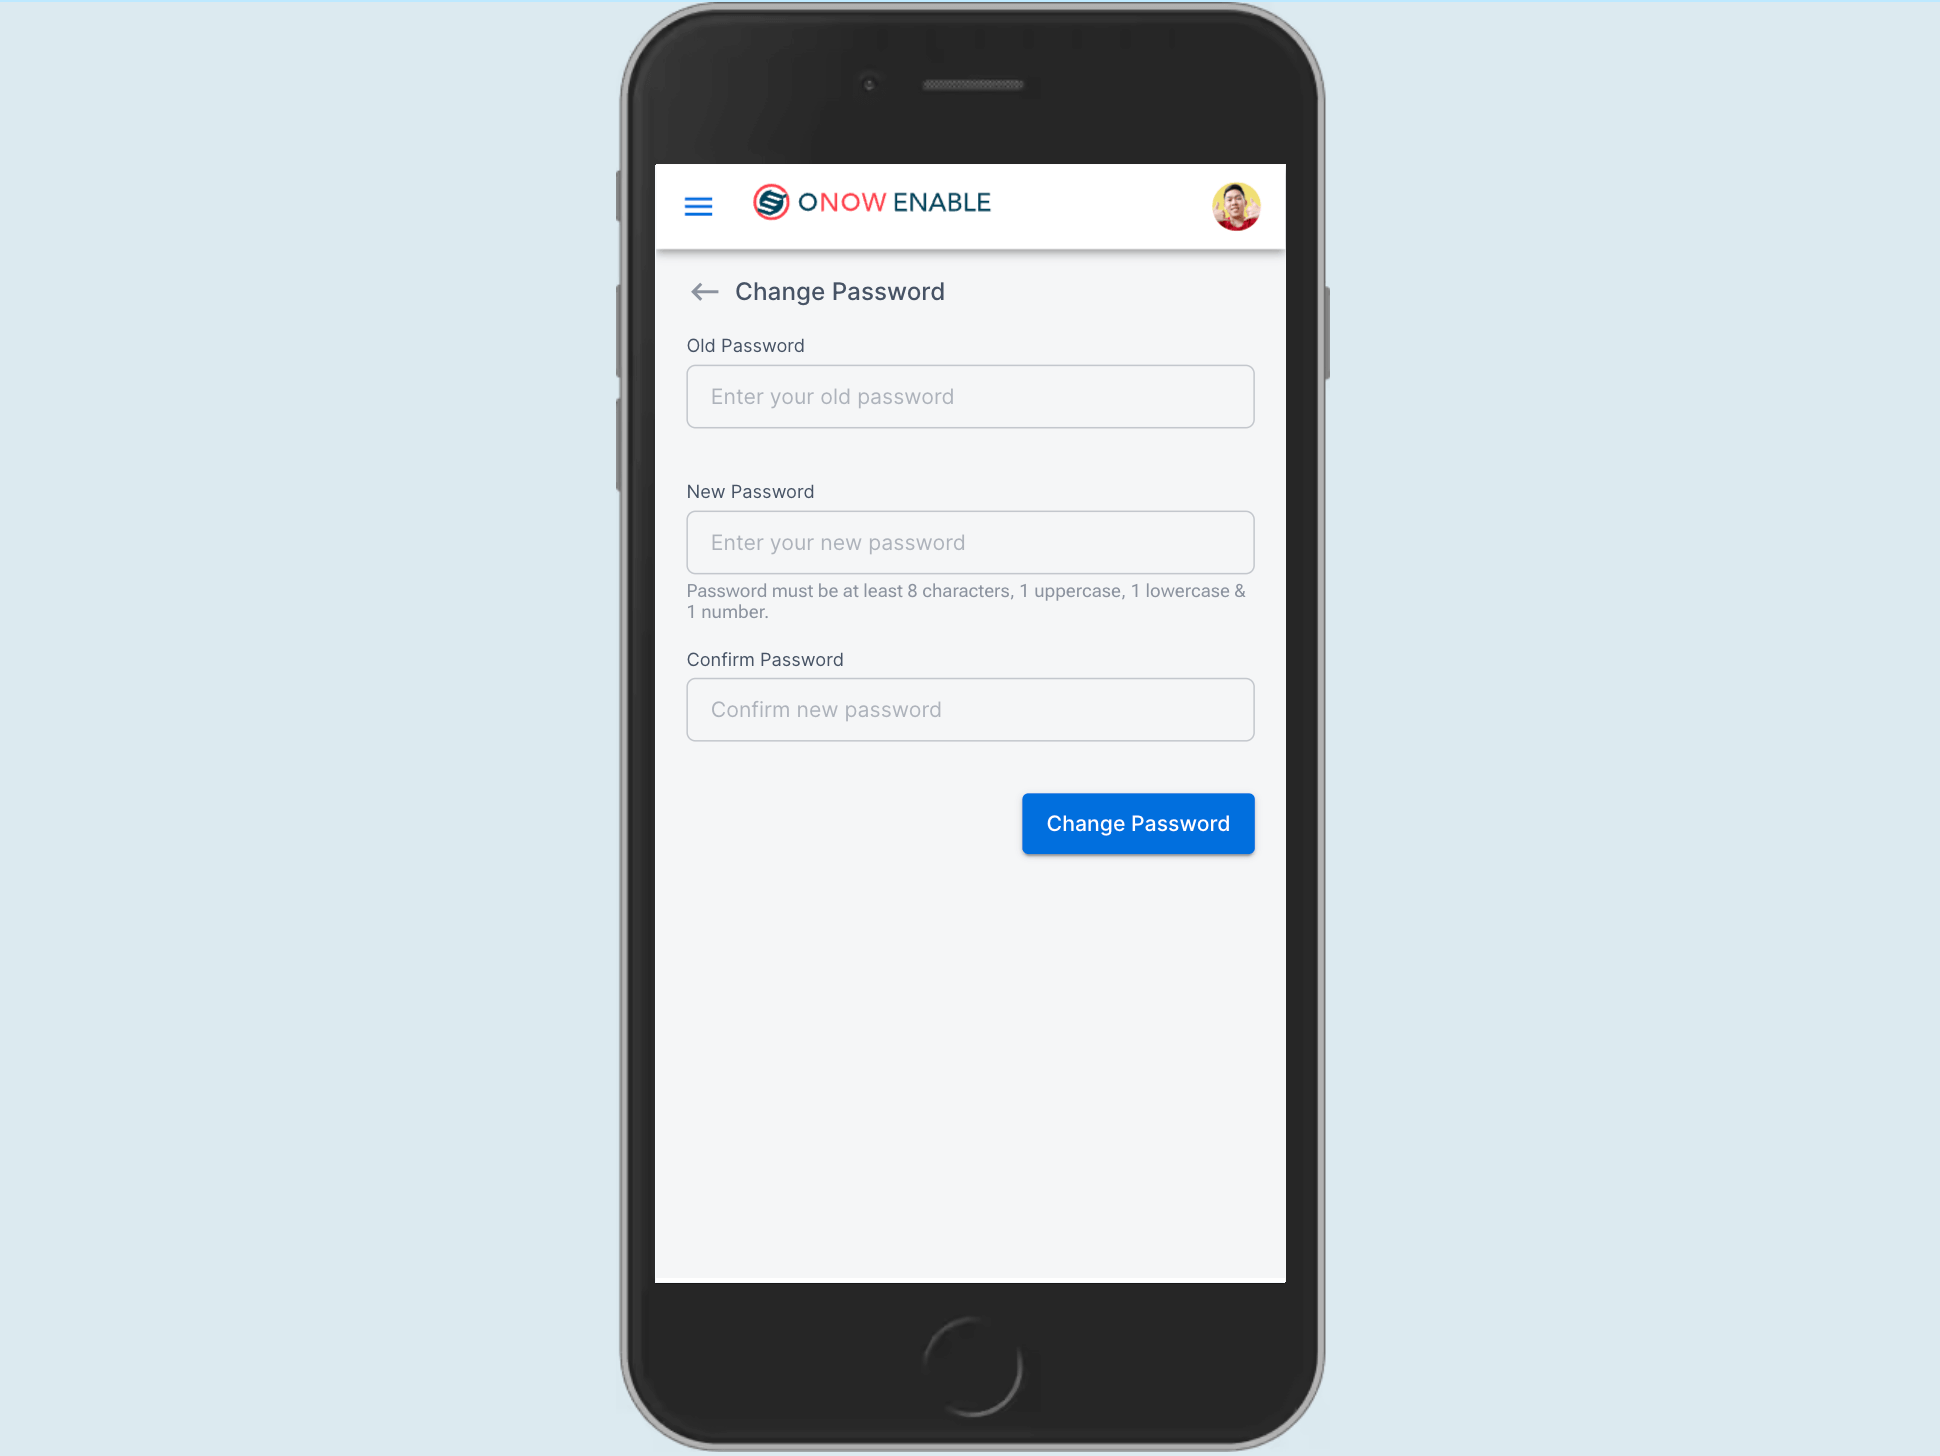 ONOW ENABLE
Change Password
Old Password
Enter your old password
New Password
Enter your new password
Password must be at least 8 characters, 1 uppercase, 1 lowercase &
1 number.
Confirm Password
Confirm new password
Change Password